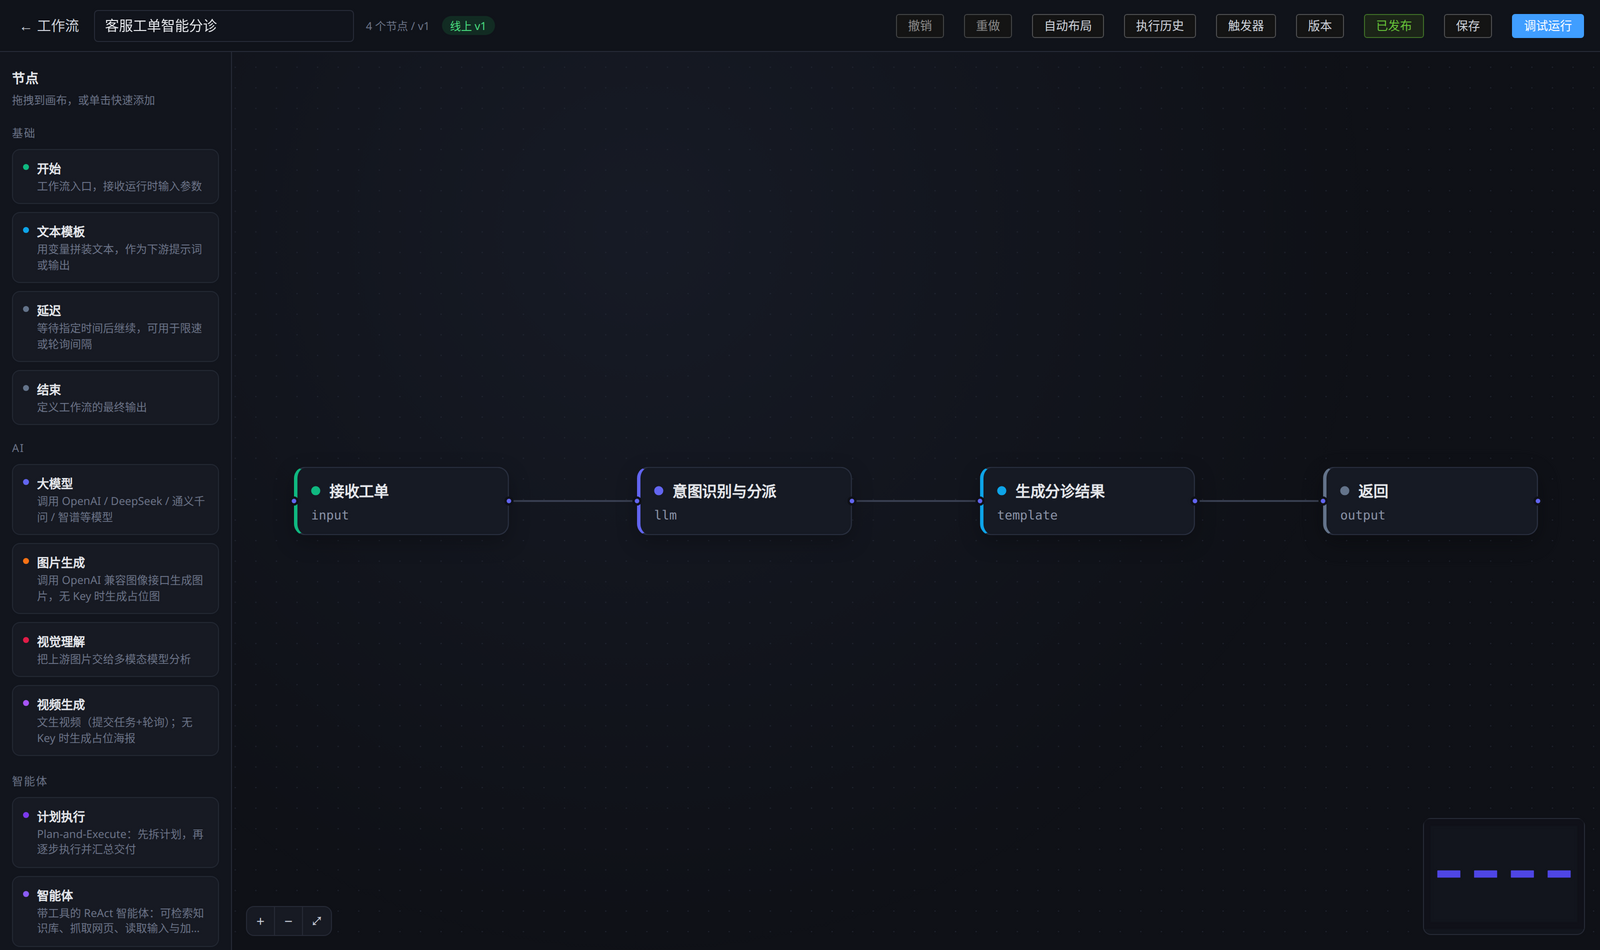 ← 工作流
客服工单智能分诊
4 个节点 / v1
线上 v1
撤销
重做
自动布局
执行历史
触发器
版本
已发布
保存
调试运行
节点
拖拽到画布，或单击快速添加
基础
开始
工作流入口，接收运行时输入参数
文本模板
用变量拼装文本，作为下游提示词
或输出
延迟
等待指定时间后继续，可用于限速
或轮询间隔
结束
定义工作流的最终输出
AI
大模型
调用 OpenAI / DeepSeek / 通义千
问 / 智谱等模型
图片生成
调用 OpenAI 兼容图像接口生成图
片，无 Key 时生成占位图
视觉理解
把上游图片交给多模态模型分析
视频生成
文生视频（提交任务+轮询）；无
Key 时生成占位海报
智能体
计划执行
Plan-and-Execute：先拆计划，再
逐步执行并汇总交付
智能体
带工具的 ReAct 智能体：可检索知
识库、抓取网页、读取输入与加...
接收工单
input
意图识别与分派
llm
生成分诊结果
template
返回
output
+
−
⤢